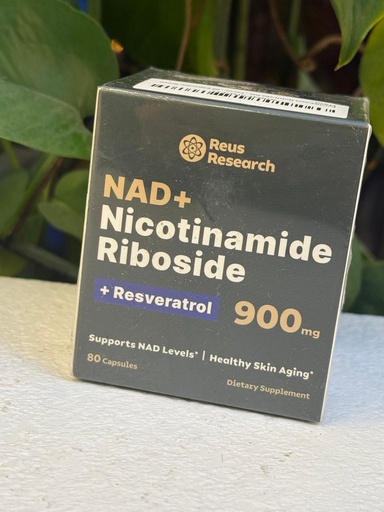 Reus
Research
NAD+
Nicotinamide
Riboside
+ Resveratrol
900mg
Supports NAD Levels* | Healthy Skin Aging*
80 Capsules
Dietary Supplement